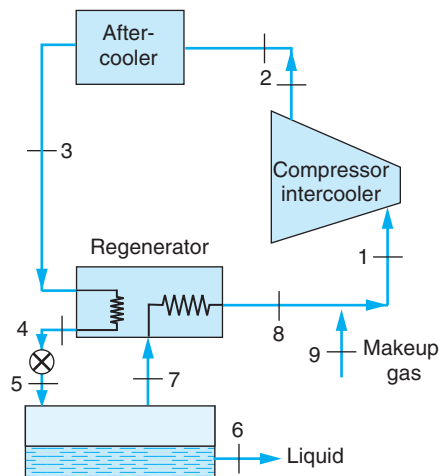 After-
cooler
2
3
Compressor
intercooler
Regenerator
1
4
8
9
Makeup
gas
5
7
6
Liquid